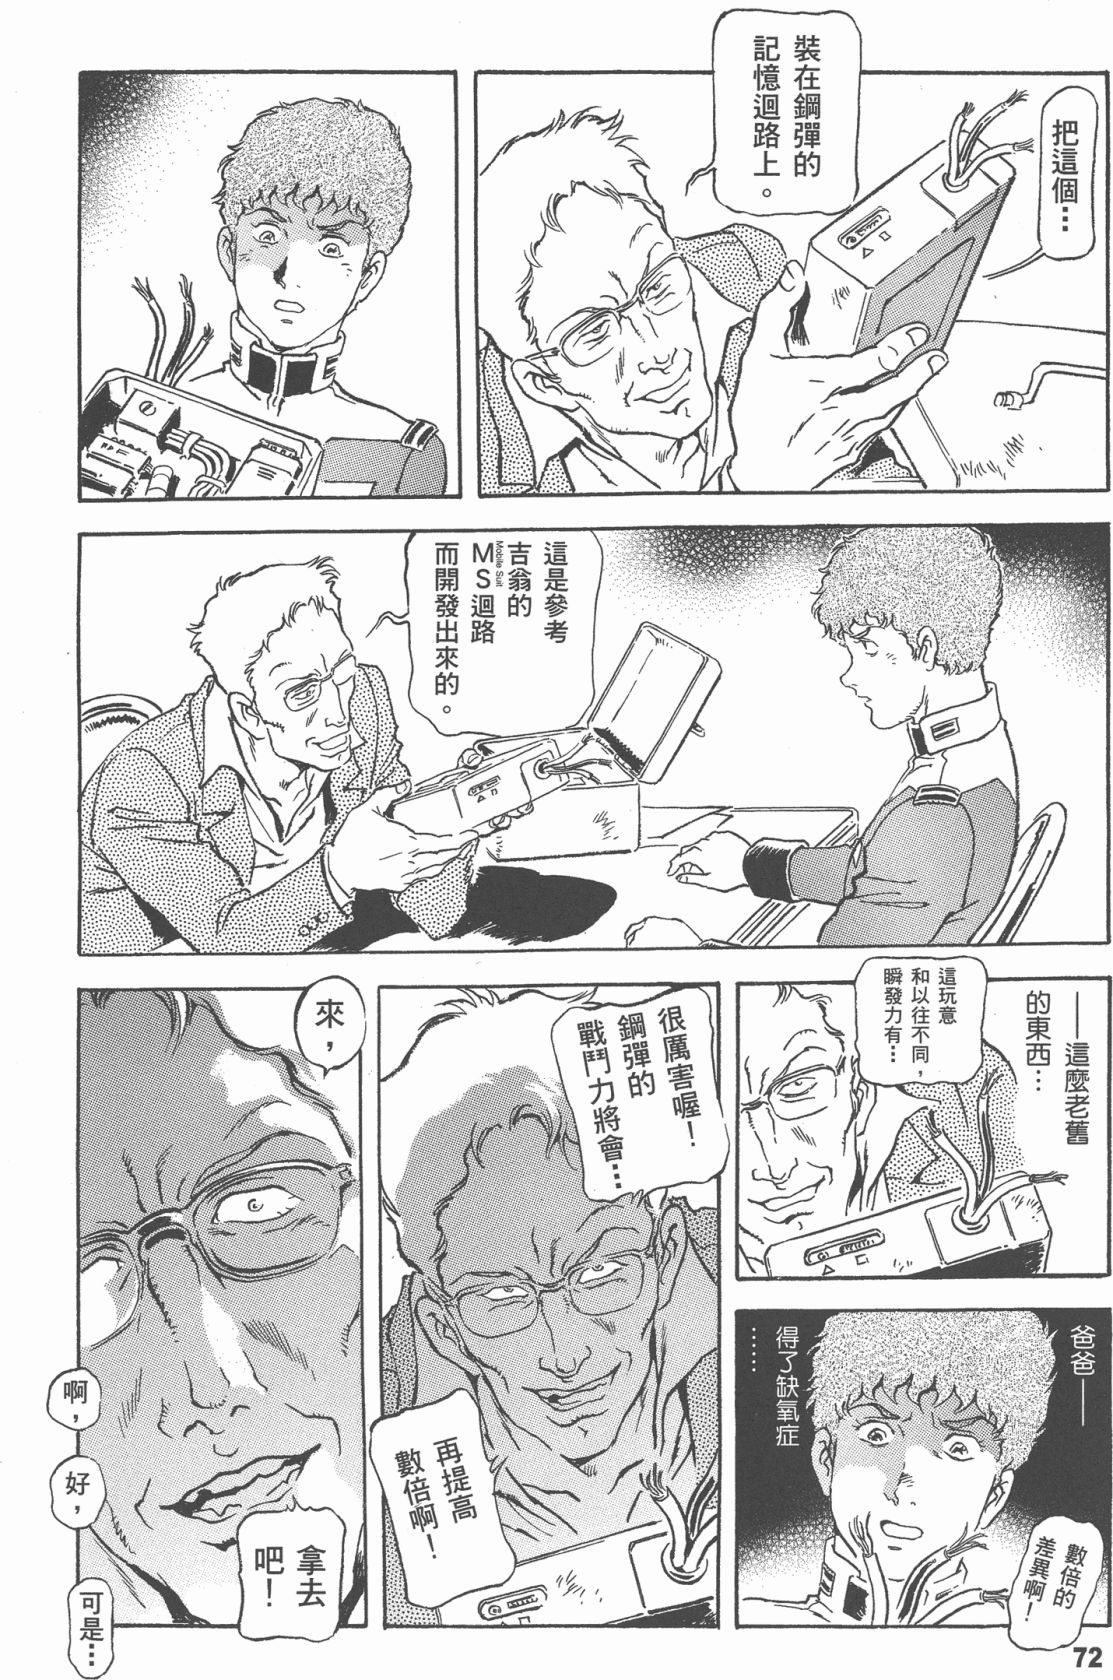 把這個…
裝在鋼彈的
記憶迴路上。
這是參考
吉翁的
Mobile Suit
MS迴路
而開發出來的。
——這麼老舊
的東西…
這玩意
和以往不同，
瞬發力有…
數倍的
差異啊！
爸爸——
得了缺氧症
……
很厲害喔！
鋼彈的
戰鬥力將會…
再提高
數倍啊！
來，
拿去
吧！
啊，
好，
可是…
72